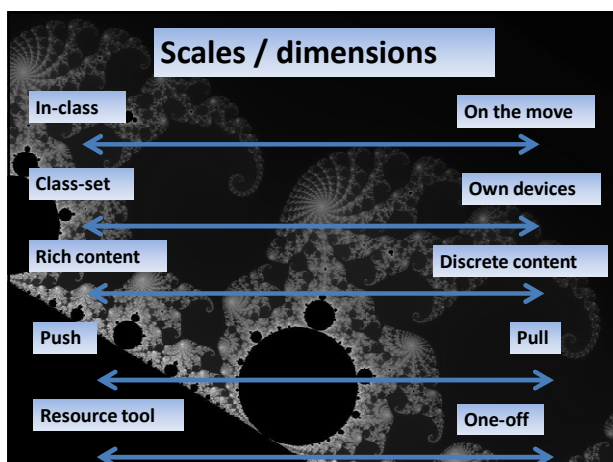 Scales / dimensions
In-class
On the move
Class-set
Own devices
Rich content
Discrete content
Push
Pull
Resource tool
One-off